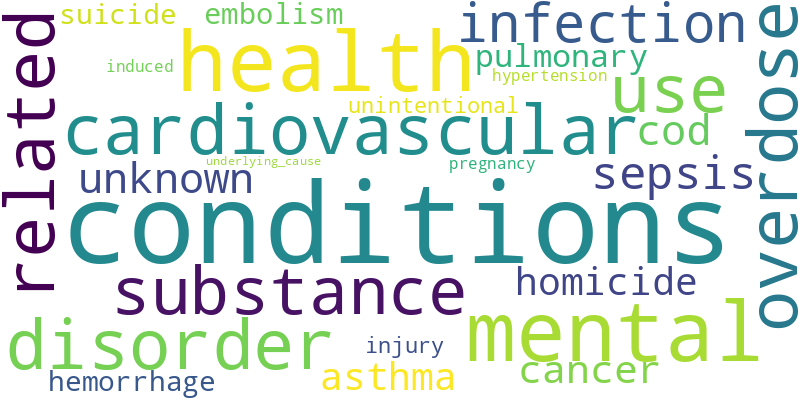 suicide embolism infection
related health pulmonary overdose
induced hypertension use
unintentional
cardiovascular cod
underlying_cause pregnancy
unknown sepsis
conditions
substance homicide
disorder mental
injury
hemorrhage asthma cancer